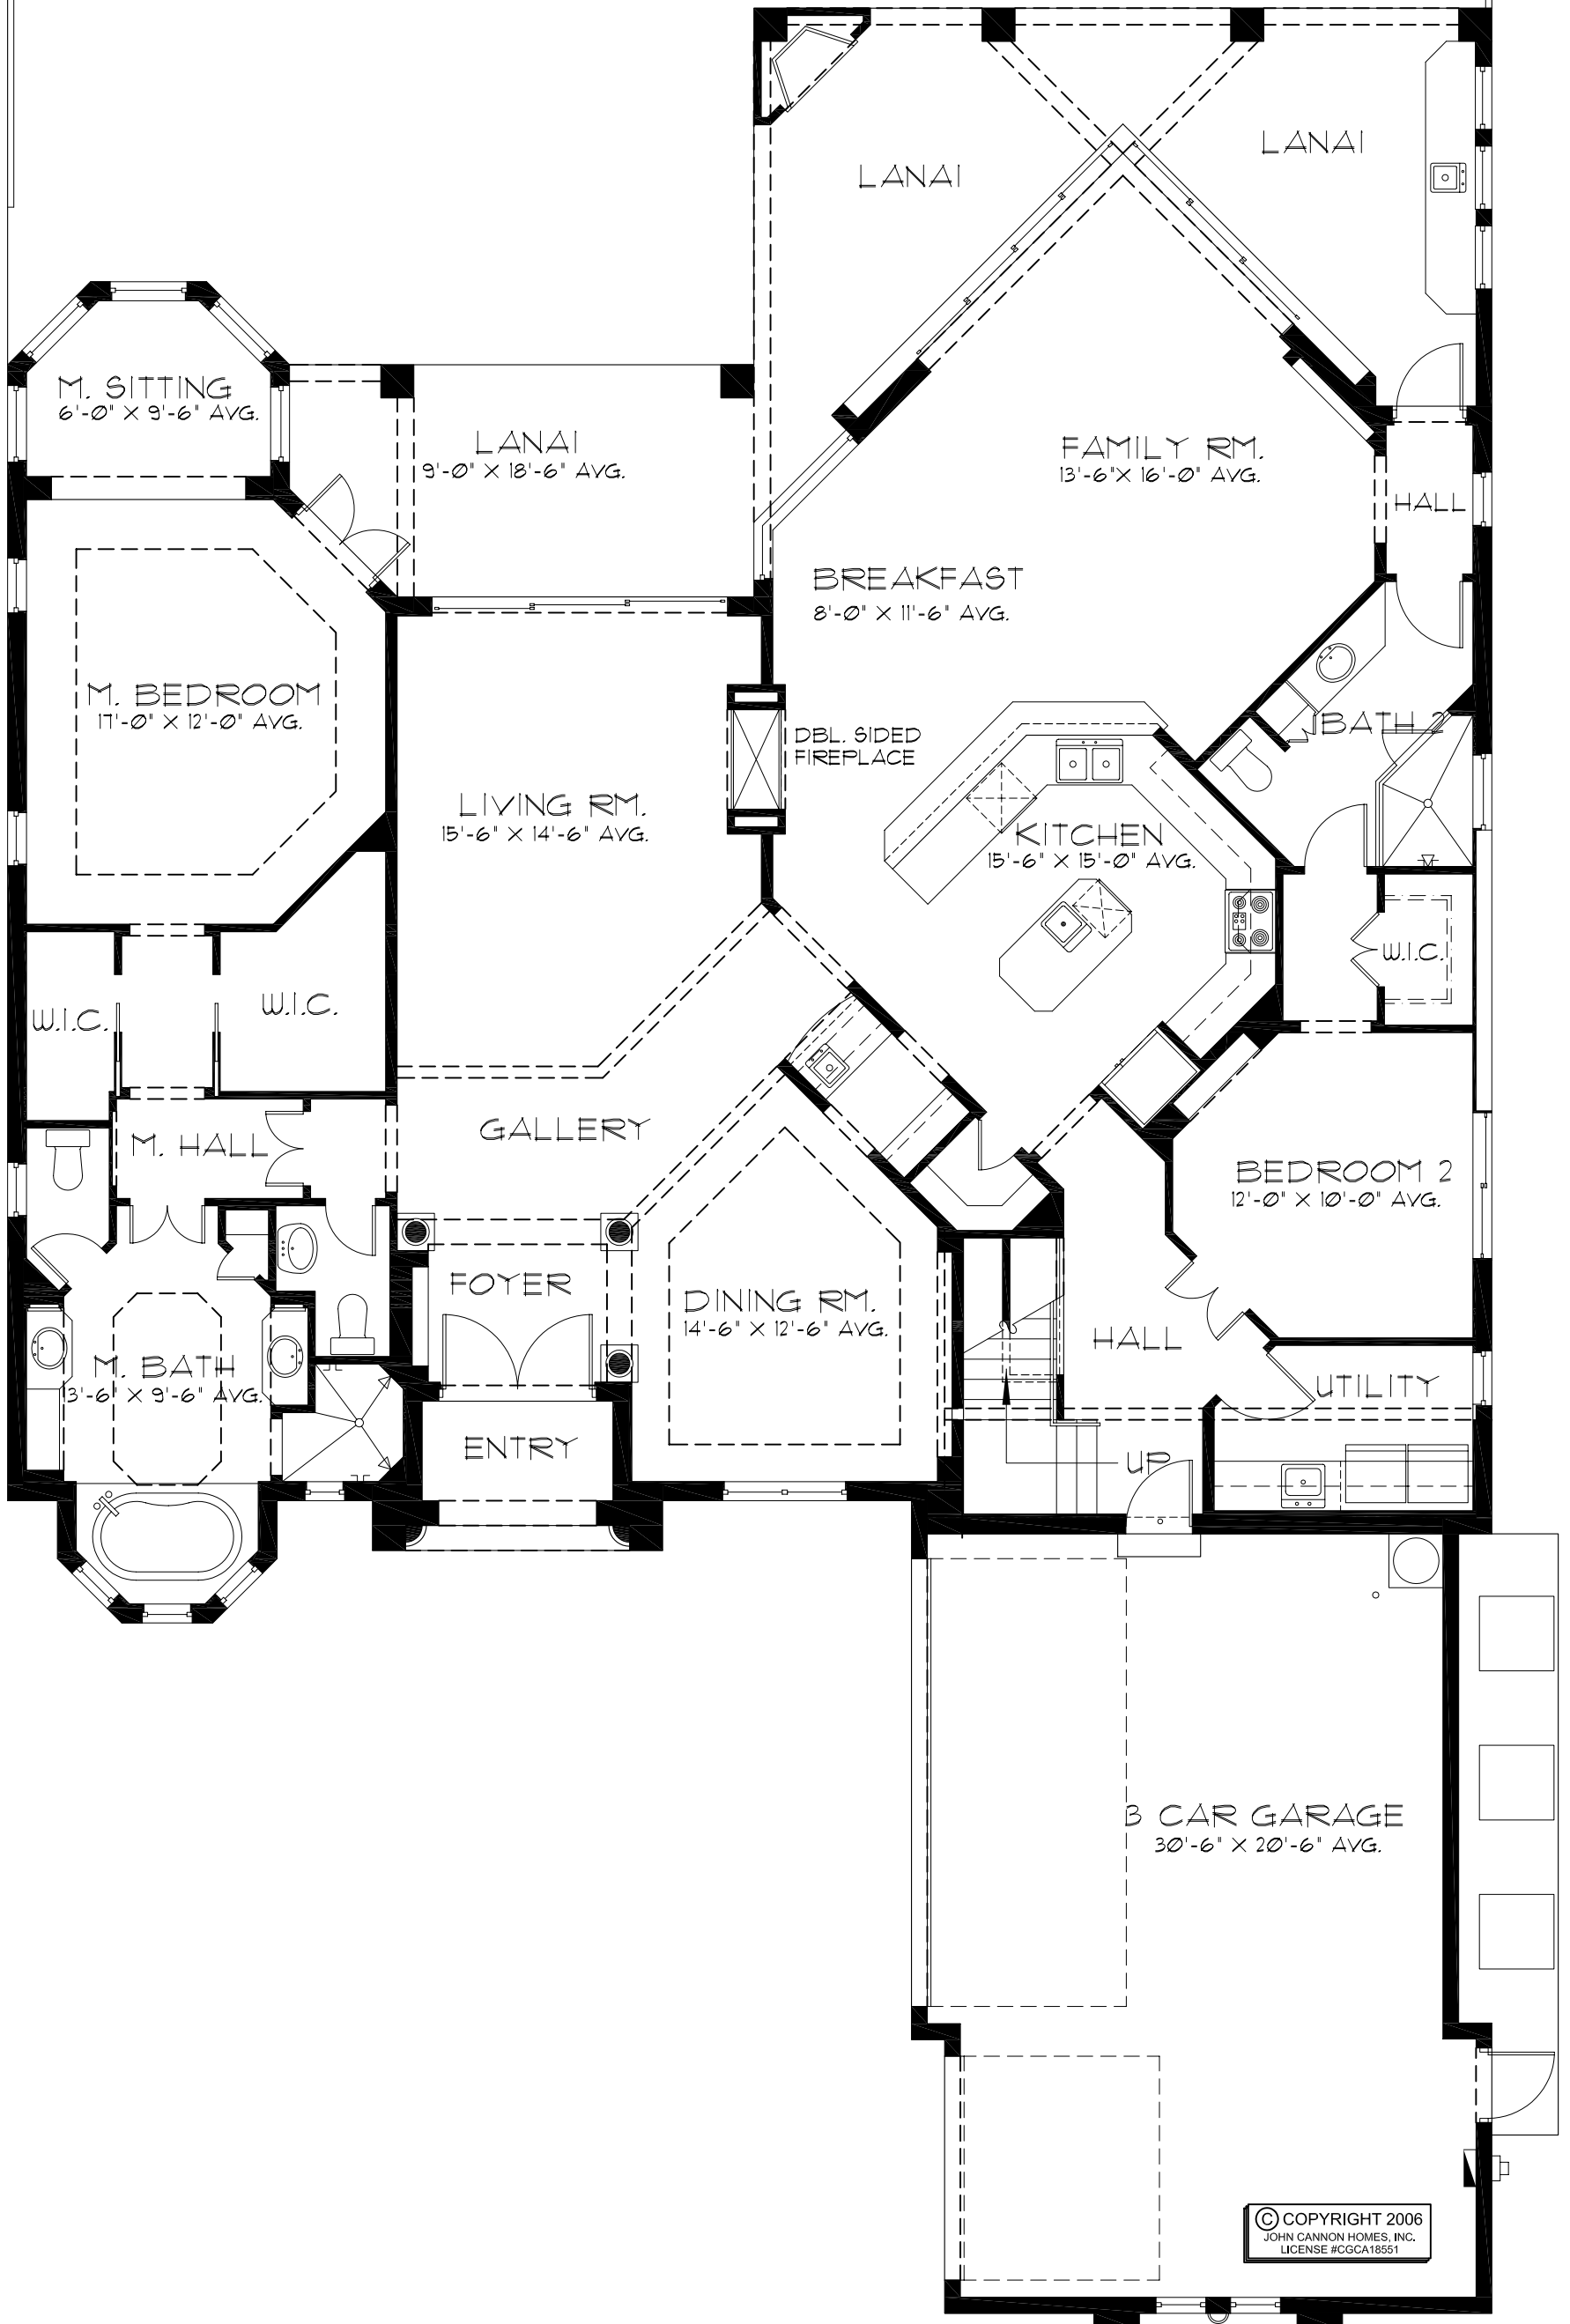 LANAI
LANAI
M. SITTING
6'-0" X 9'-6" AVG.
LANAI
9'-0" X 18'-6" AVG.
FAMILY RM.
13'-6" X 16'-0" AVG.
HALL
BREAKFAST
8'-0" X 11'-6" AVG.
M. BEDROOM
17'-0" X 12'-0" AVG.
BATH 2
DBL. SIDED
FIREPLACE
LIVING RM.
15'-6" X 14'-6" AVG.
KITCHEN
15'-6" X 15'-0" AVG.
W.I.C.
W.I.C.
W.I.C.
GALLERY
M. HALL
BEDROOM 2
12'-0" X 10'-0" AVG.
FOYER
DINING RM.
14'-6" X 12'-6" AVG.
HALL
M. BATH
13'-6" X 9'-6" AVG.
UTILITY
ENTRY
UP
3 CAR GARAGE
30'-6" X 20'-6" AVG.
© COPYRIGHT 2006
JOHN CANNON HOMES, INC.
LICENSE #CGCA18551